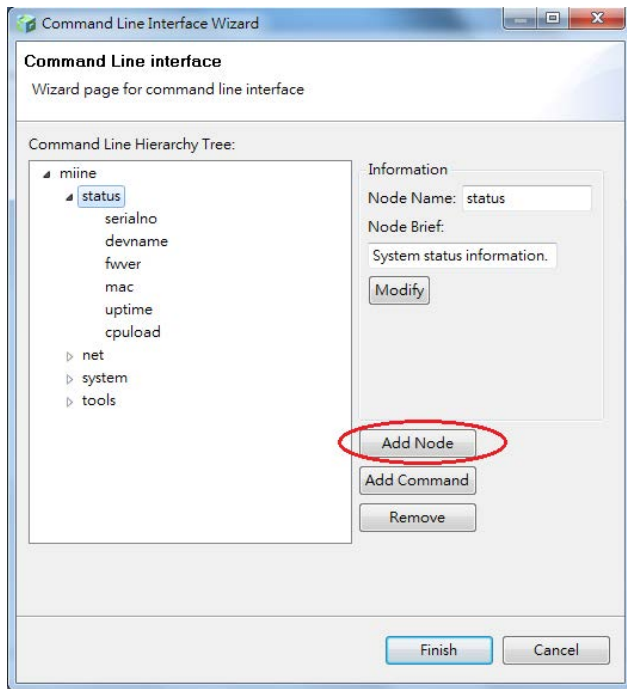 Command Line Interface Wizard
Command Line interface
Wizard page for command line interface
Command Line Hierarchy Tree:
miine
status
serialno
devname
fwver
mac
uptime
cpuload
net
system
tools
Information
Node Name: status
Node Brief:
System status information.
Modify
Add Node
Add Command
Remove
Finish
Cancel